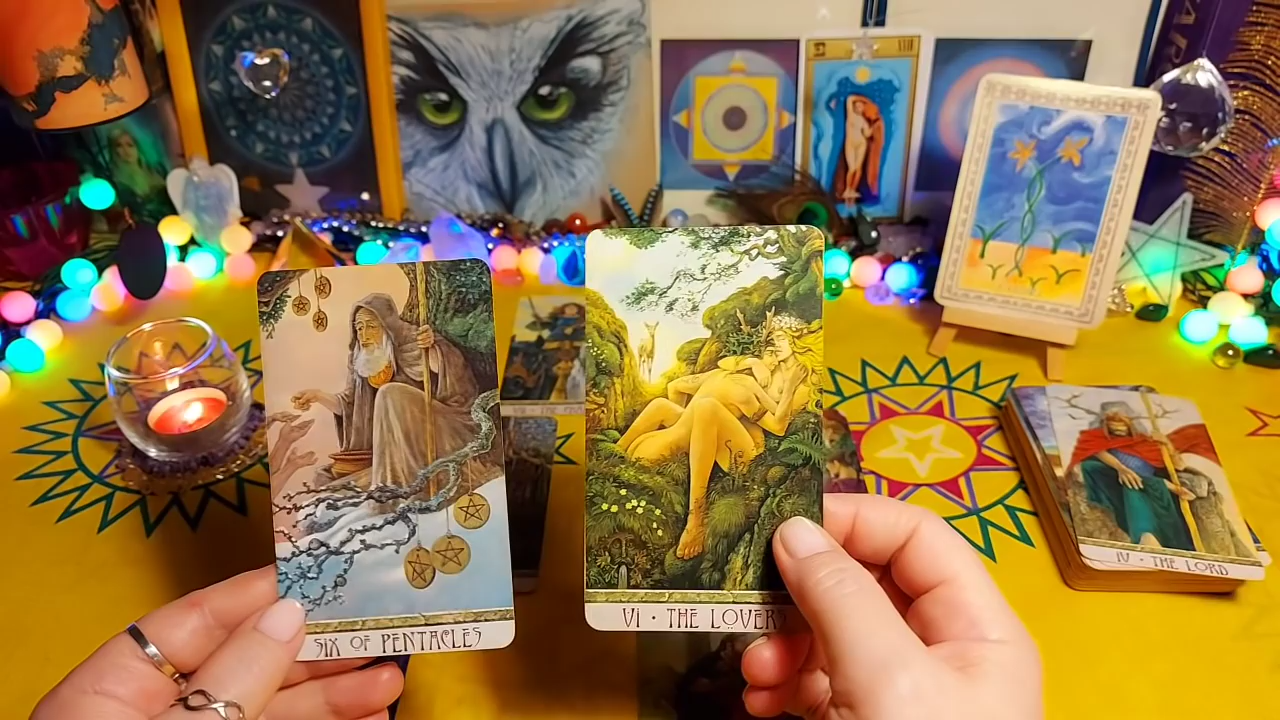 SIX OF PENTACLES
VI • THE LOVERS
IV • THE LORD